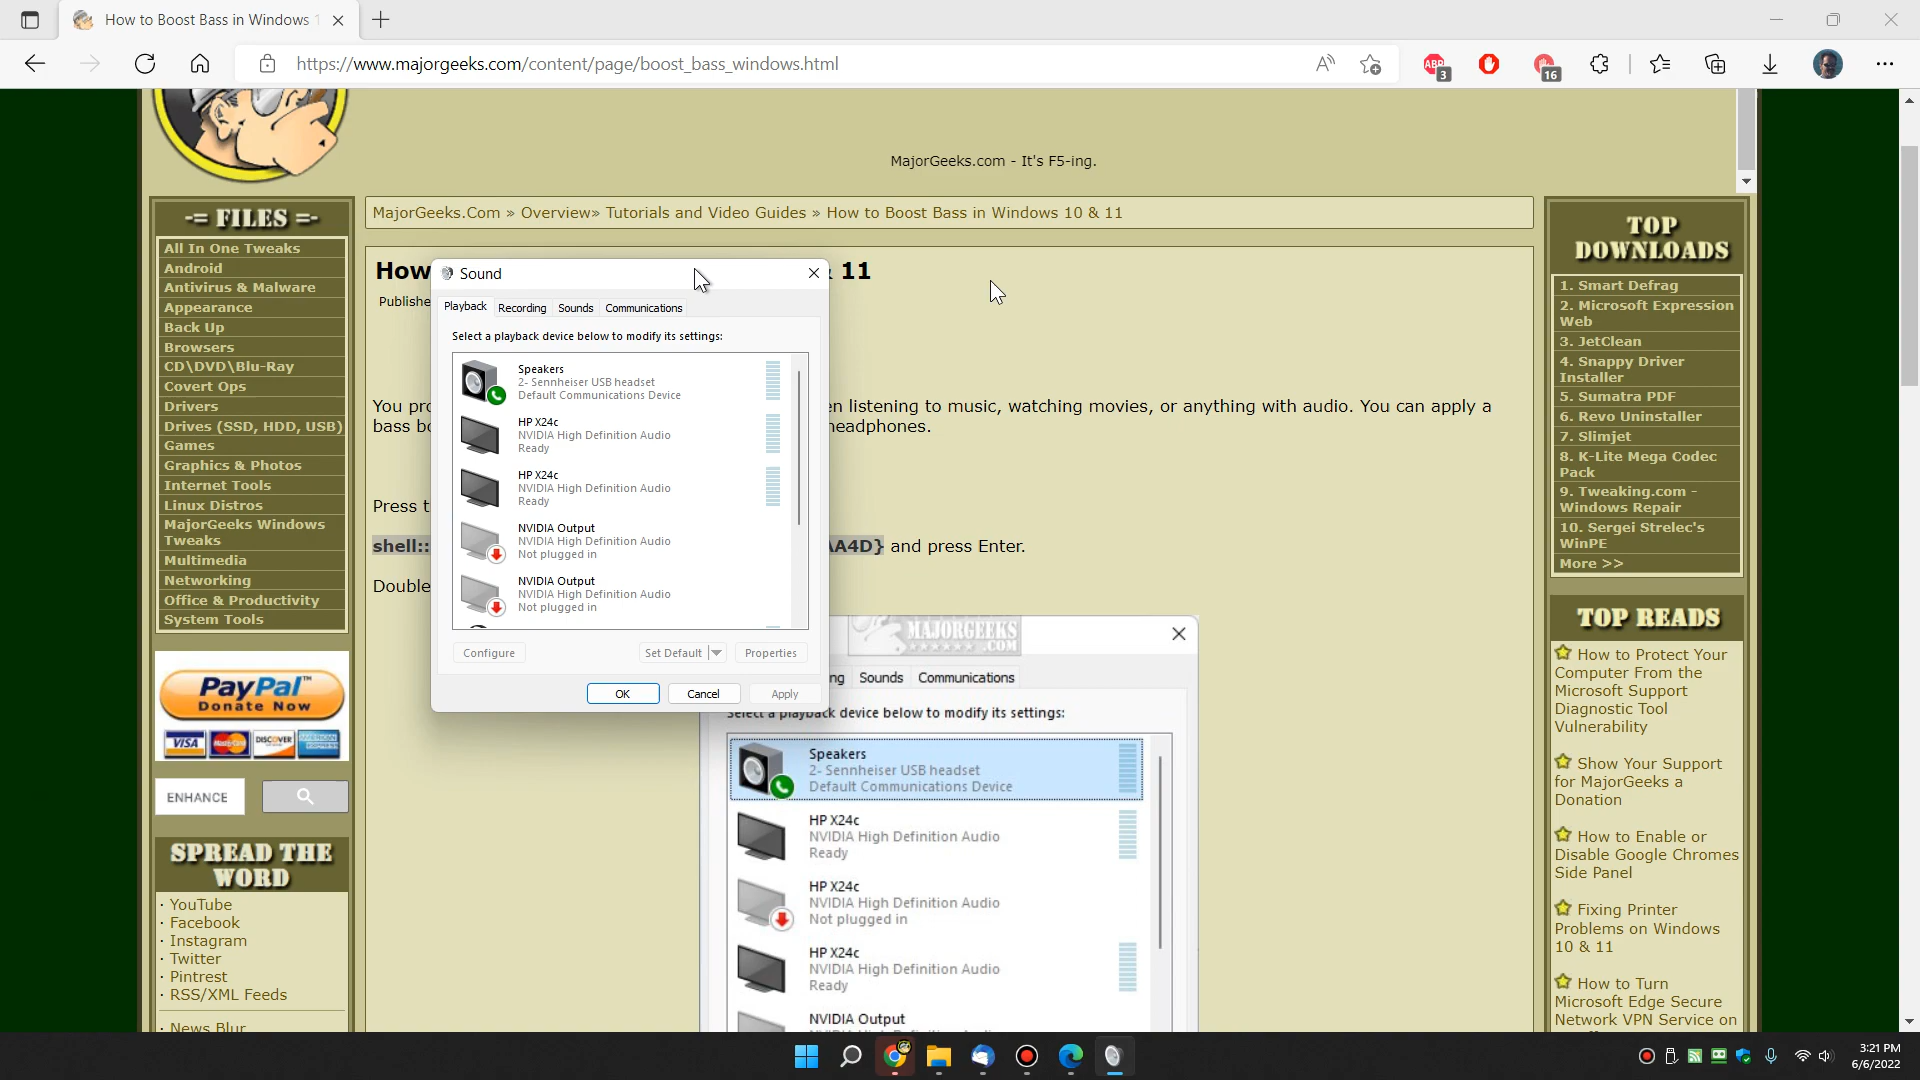 How to Boost Bass in Windows 1
https://www.majorgeeks.com/content/page/boost_bass_windows.html
ABP
3
16
MajorGeeks.com - It's F5-ing.
-= FILES =-
All In One Tweaks
Android
Antivirus & Malware
Appearance
Back Up
Browsers
CD\DVD\Blu-Ray
Covert Ops
Drivers
Drives (SSD, HDD, USB)
Games
Graphics & Photos
Internet Tools
Linux Distros
MajorGeeks Windows
Tweaks
Multimedia
Networking
Office & Productivity
System Tools
PayPal
Donate Now
VISA
MasterCard
DISCOVER
AMERICAN EXPRESS
ENHANCE
SPREAD THE
WORD
· YouTube
· Facebook
· Instagram
· Twitter
· Pintrest
· RSS/XML Feeds
· News Blur
MajorGeeks.Com » Overview» Tutorials and Video Guides » How to Boost Bass in Windows 10 & 11
How
& 11
Publishe
You pro
en listening to music, watching movies, or anything with audio. You can apply a
bass bo
headphones.
Press t
shell::
AA4D} and press Enter.
Double
Sound
Playback
Recording
Sounds
Communications
Select a playback device below to modify its settings:
Speakers
2- Sennheiser USB headset
Default Communications Device
HP X24c
NVIDIA High Definition Audio
Ready
HP X24c
NVIDIA High Definition Audio
Ready
NVIDIA Output
NVIDIA High Definition Audio
Not plugged in
NVIDIA Output
NVIDIA High Definition Audio
Not plugged in
Configure
Set Default
Properties
OK
Cancel
Apply
MAJORGEEKS
.COM
ng
Sounds
Communications
Select a playback device below to modify its settings:
Speakers
2- Sennheiser USB headset
Default Communications Device
HP X24c
NVIDIA High Definition Audio
Ready
HP X24c
NVIDIA High Definition Audio
Not plugged in
HP X24c
NVIDIA High Definition Audio
Ready
NVIDIA Output
TOP
DOWNLOADS
1. Smart Defrag
2. Microsoft Expression
Web
3. JetClean
4. Snappy Driver
Installer
5. Sumatra PDF
6. Revo Uninstaller
7. Slimjet
8. K-Lite Mega Codec
Pack
9. Tweaking.com -
Windows Repair
10. Sergei Strelec's
WinPE
More >>
TOP READS
How to Protect Your
Computer From the
Microsoft Support
Diagnostic Tool
Vulnerability
Show Your Support
for MajorGeeks a
Donation
How to Enable or
Disable Google Chromes
Side Panel
Fixing Printer
Problems on Windows
10 & 11
How to Turn
Microsoft Edge Secure
Network VPN Service on
3:21 PM
6/6/2022